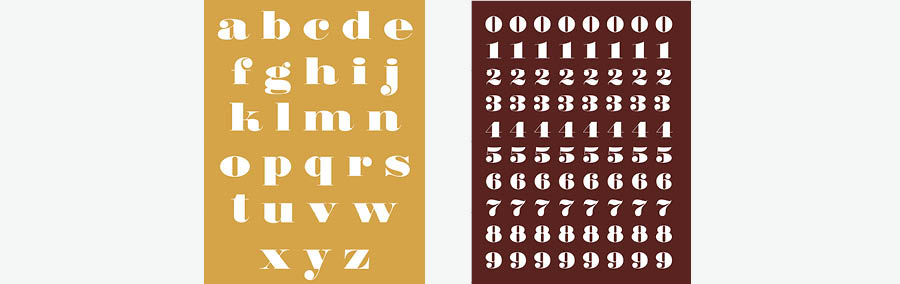 a b c d e
f g h i j
k l m n
o p q r s
t u v w
x y z
0 0 0 0 0 0 0 0
1 1 1 1 1 1 1 1
2 2 2 2 2 2 2 2
3 3 3 3 3 3 3 3
4 4 4 4 4 4 4 4
5 5 5 5 5 5 5 5
6 6 6 6 6 6 6 6
7 7 7 7 7 7 7 7
8 8 8 8 8 8 8 8
9 9 9 9 9 9 9 9